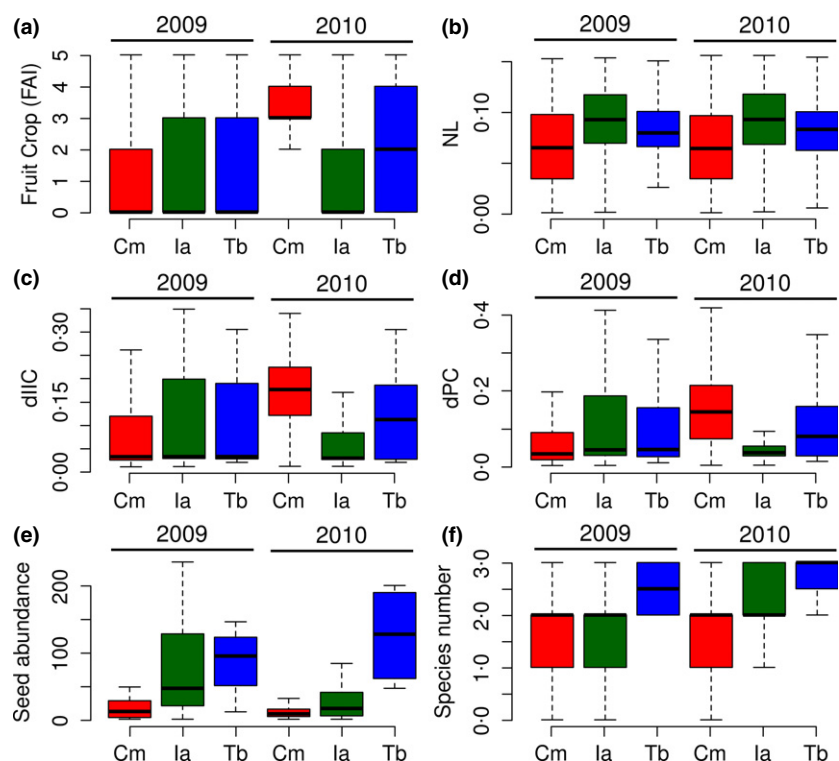 (a)
2009
2010
Fruit Crop (FAI)
5
4
3
2
1
0
Cm Ia Tb Cm Ia Tb
(b)
2009
2010
NL
0·10
0·00
Cm Ia Tb Cm Ia Tb
(c)
2009
2010
dIIC
0·30
0·15
0·00
Cm Ia Tb Cm Ia Tb
(d)
2009
2010
dPC
0·4
0·2
0·0
Cm Ia Tb Cm Ia Tb
(e)
2009
2010
Seed abundance
200
100
0
Cm Ia Tb Cm Ia Tb
(f)
2009
2010
Species number
3·0
2·0
1·0
0·0
Cm Ia Tb Cm Ia Tb